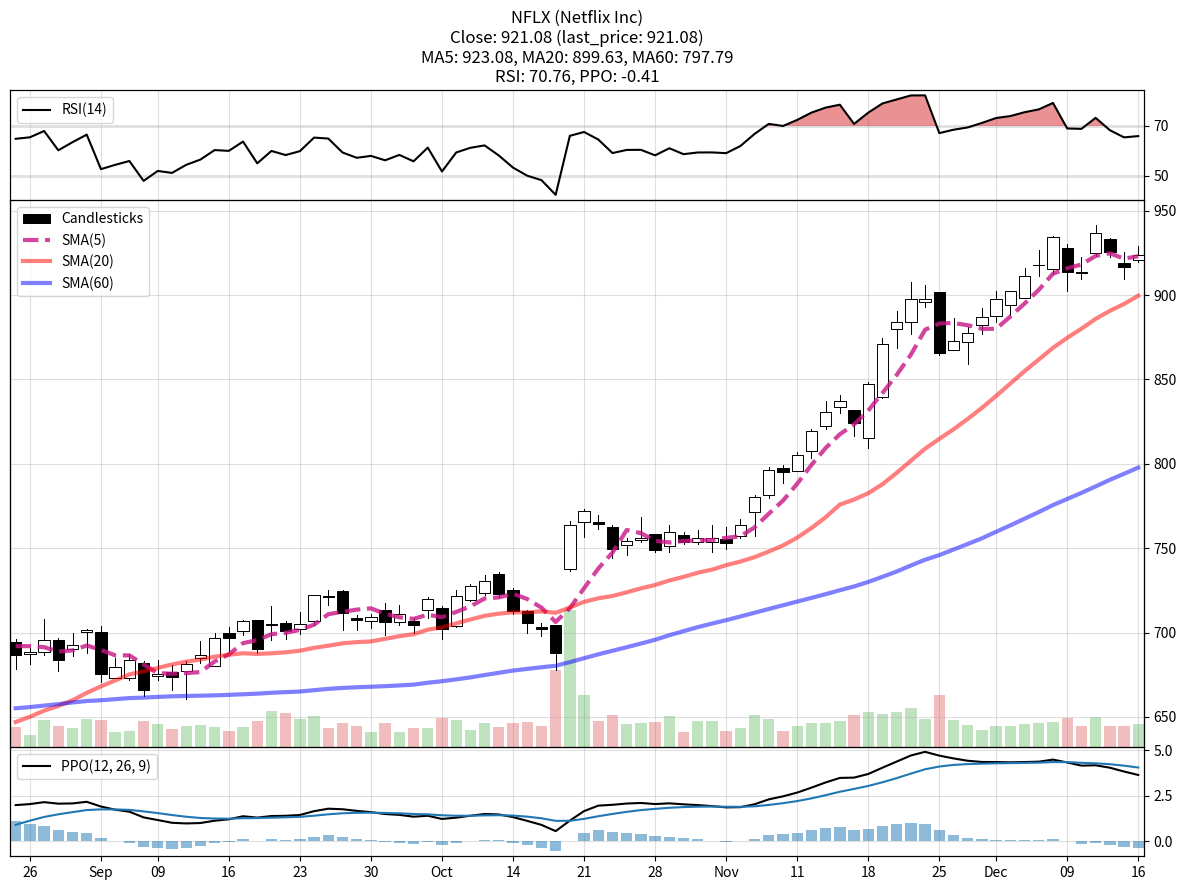 NFLX (Netflix Inc)
Close: 921.08 (last_price: 921.08)
MA5: 923.08, MA20: 899.63, MA60: 797.79
RSI: 70.76, PPO: -0.41
RSI(14)
70
50
Candlesticks
SMA(5)
SMA(20)
SMA(60)
950
900
850
800
750
700
650
PPO(12, 26, 9)
5.0
2.5
0.0
26 Sep 09 16 23 30 Oct 14 21 28 Nov 11 18 25 Dec 09 16